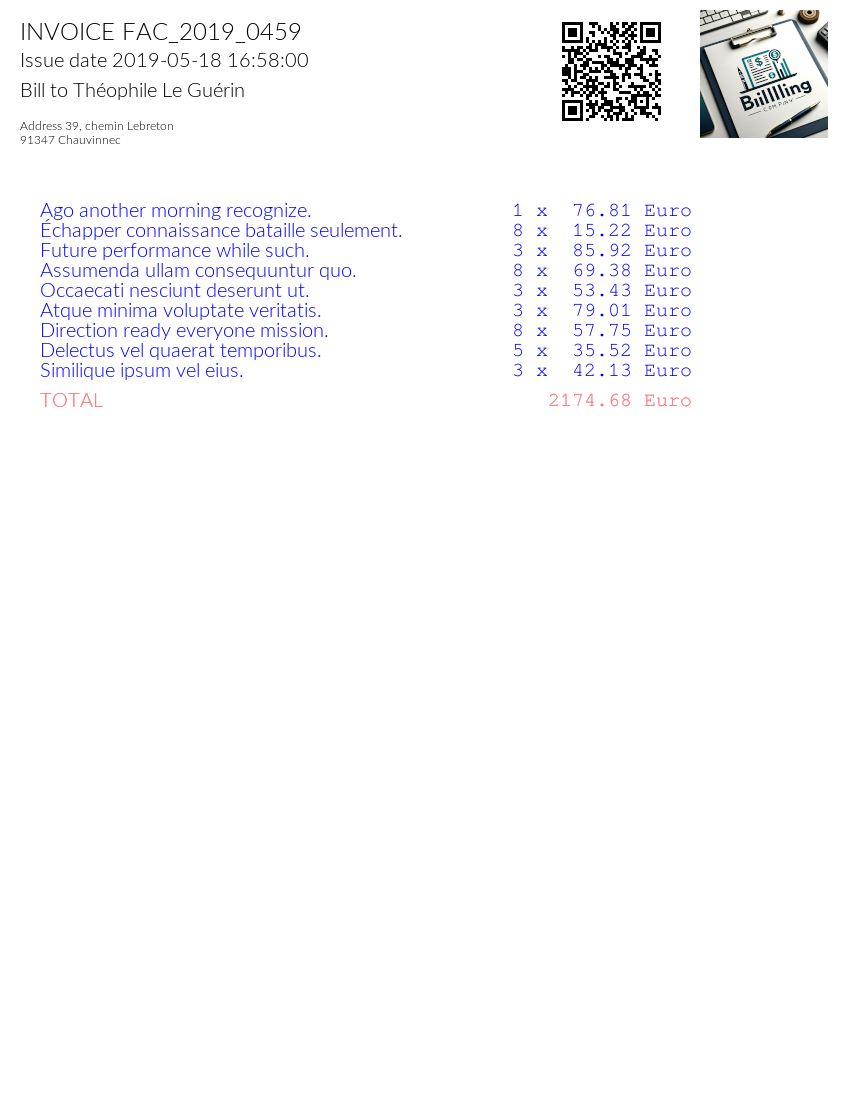 INVOICE FAC_2019_0459
Issue date 2019-05-18 16:58:00
Bill to Théophile Le Guérin
Address 39, chemin Lebreton
91347 Chauvinnec
Biillling
COMPANY
Ago another morning recognize. 1 x 76.81 Euro
Échapper connaissance bataille seulement. 8 x 15.22 Euro
Future performance while such. 3 x 85.92 Euro
Assumenda ullam consequuntur quo. 8 x 69.38 Euro
Occaecati nesciunt deserunt ut. 3 x 53.43 Euro
Atque minima voluptate veritatis. 3 x 79.01 Euro
Direction ready everyone mission. 8 x 57.75 Euro
Delectus vel quaerat temporibus. 5 x 35.52 Euro
Similique ipsum vel eius. 3 x 42.13 Euro
TOTAL 2174.68 Euro